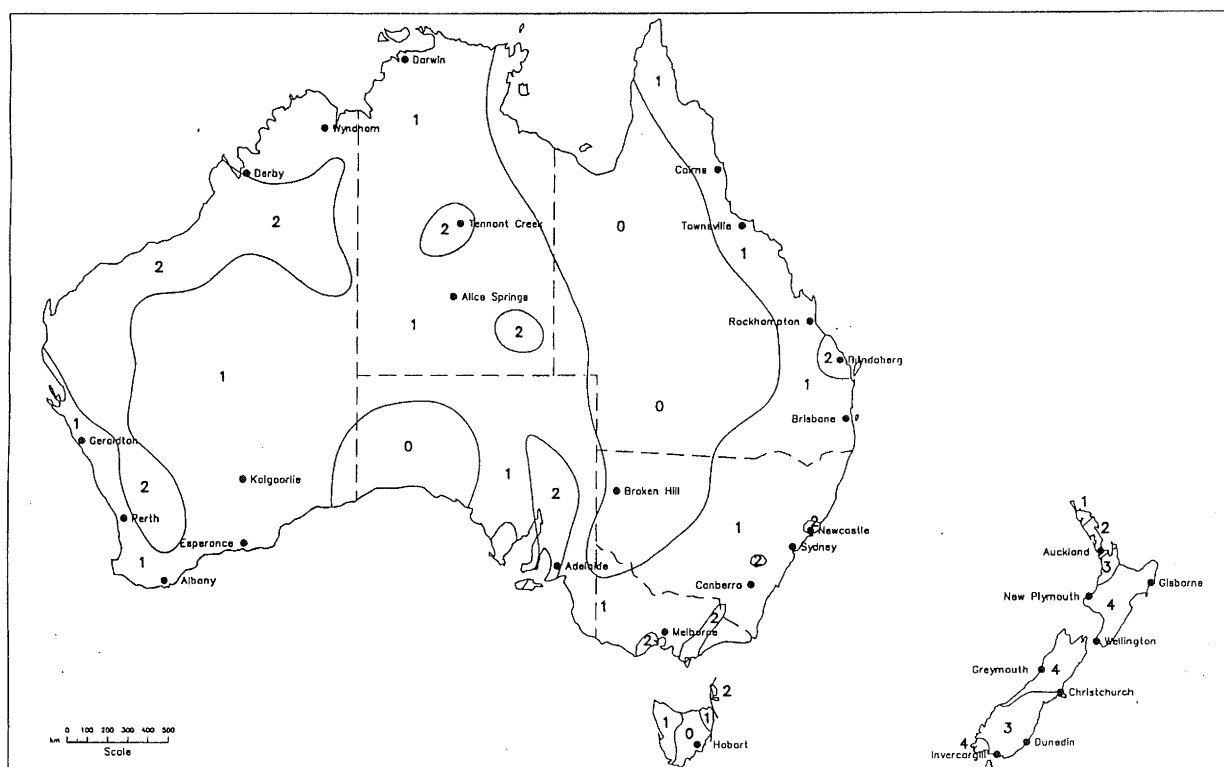 Darwin
1
1
Wyndham
Derby
Cairns
2
0
Tennant Creek
2
Townsville
1
2
Alice Springs
1
2
Rockhampton
2
Bundaberg
1
1
0
Brisbane
1
Geraldton
0
1
2
Kalgoorlie
2
Broken Hill
1
1
Perth
2
Newcastle
2
Esperance
Sydney
Auckland
3
1
Adelaide
2
Albany
Canberra
Gisborne
New Plymouth
4
1
2
Melborne
2
Wellington
Greymouth
4
2
Christchurch
1
1
0
Hobart
3
4
Dunedin
Invercargill
0 100 200 300 400 500
km
Scale